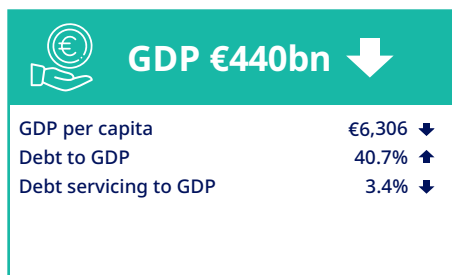 GDP €440bn
GDP per capita €6,306
Debt to GDP 40.7%
Debt servicing to GDP 3.4%